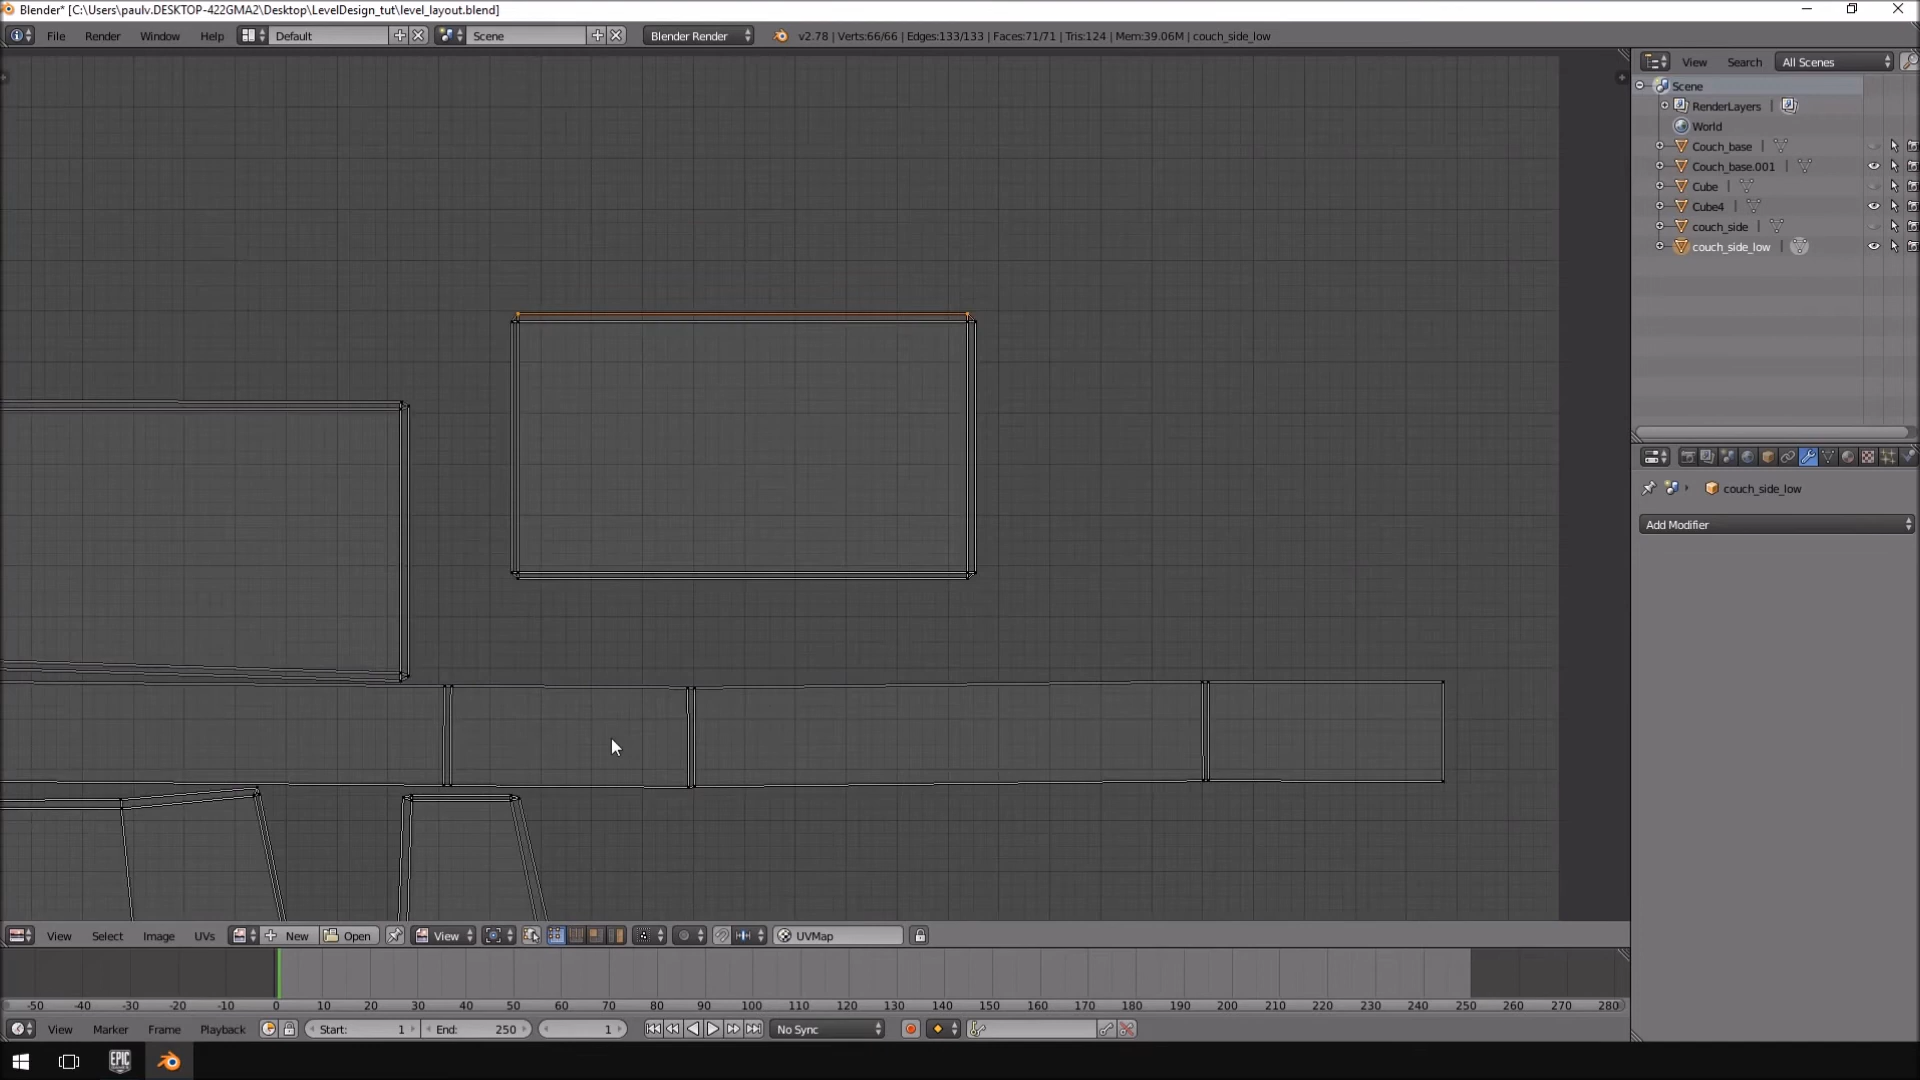 Blender* [C:\Users\paulv.DESKTOP-422GMA2\Desktop\LevelDesign_tut\level_layout.blend]
File Render Window Help Default Scene Blender Render v2.78 | Verts:66/66 | Edges:133/133 | Faces:71/71 | Tris:124 | Mem:39.06M | couch_side_low
View Search All Scenes
Scene
RenderLayers
World
Couch_base
Couch_base.001
Cube
Cube4
couch_side
couch_side_low
couch_side_low
Add Modifier
View Select Image UVs New Open View UVMap
-50 -40 -30 -20 -10 0 10 20 30 40 50 60 70 80 90 100 110 120 130 140 150 160 170 180 190 200 210 220 230 240 250 260 270 280
View Marker Frame Playback Start: 1 End: 250 1 No Sync
EPIC